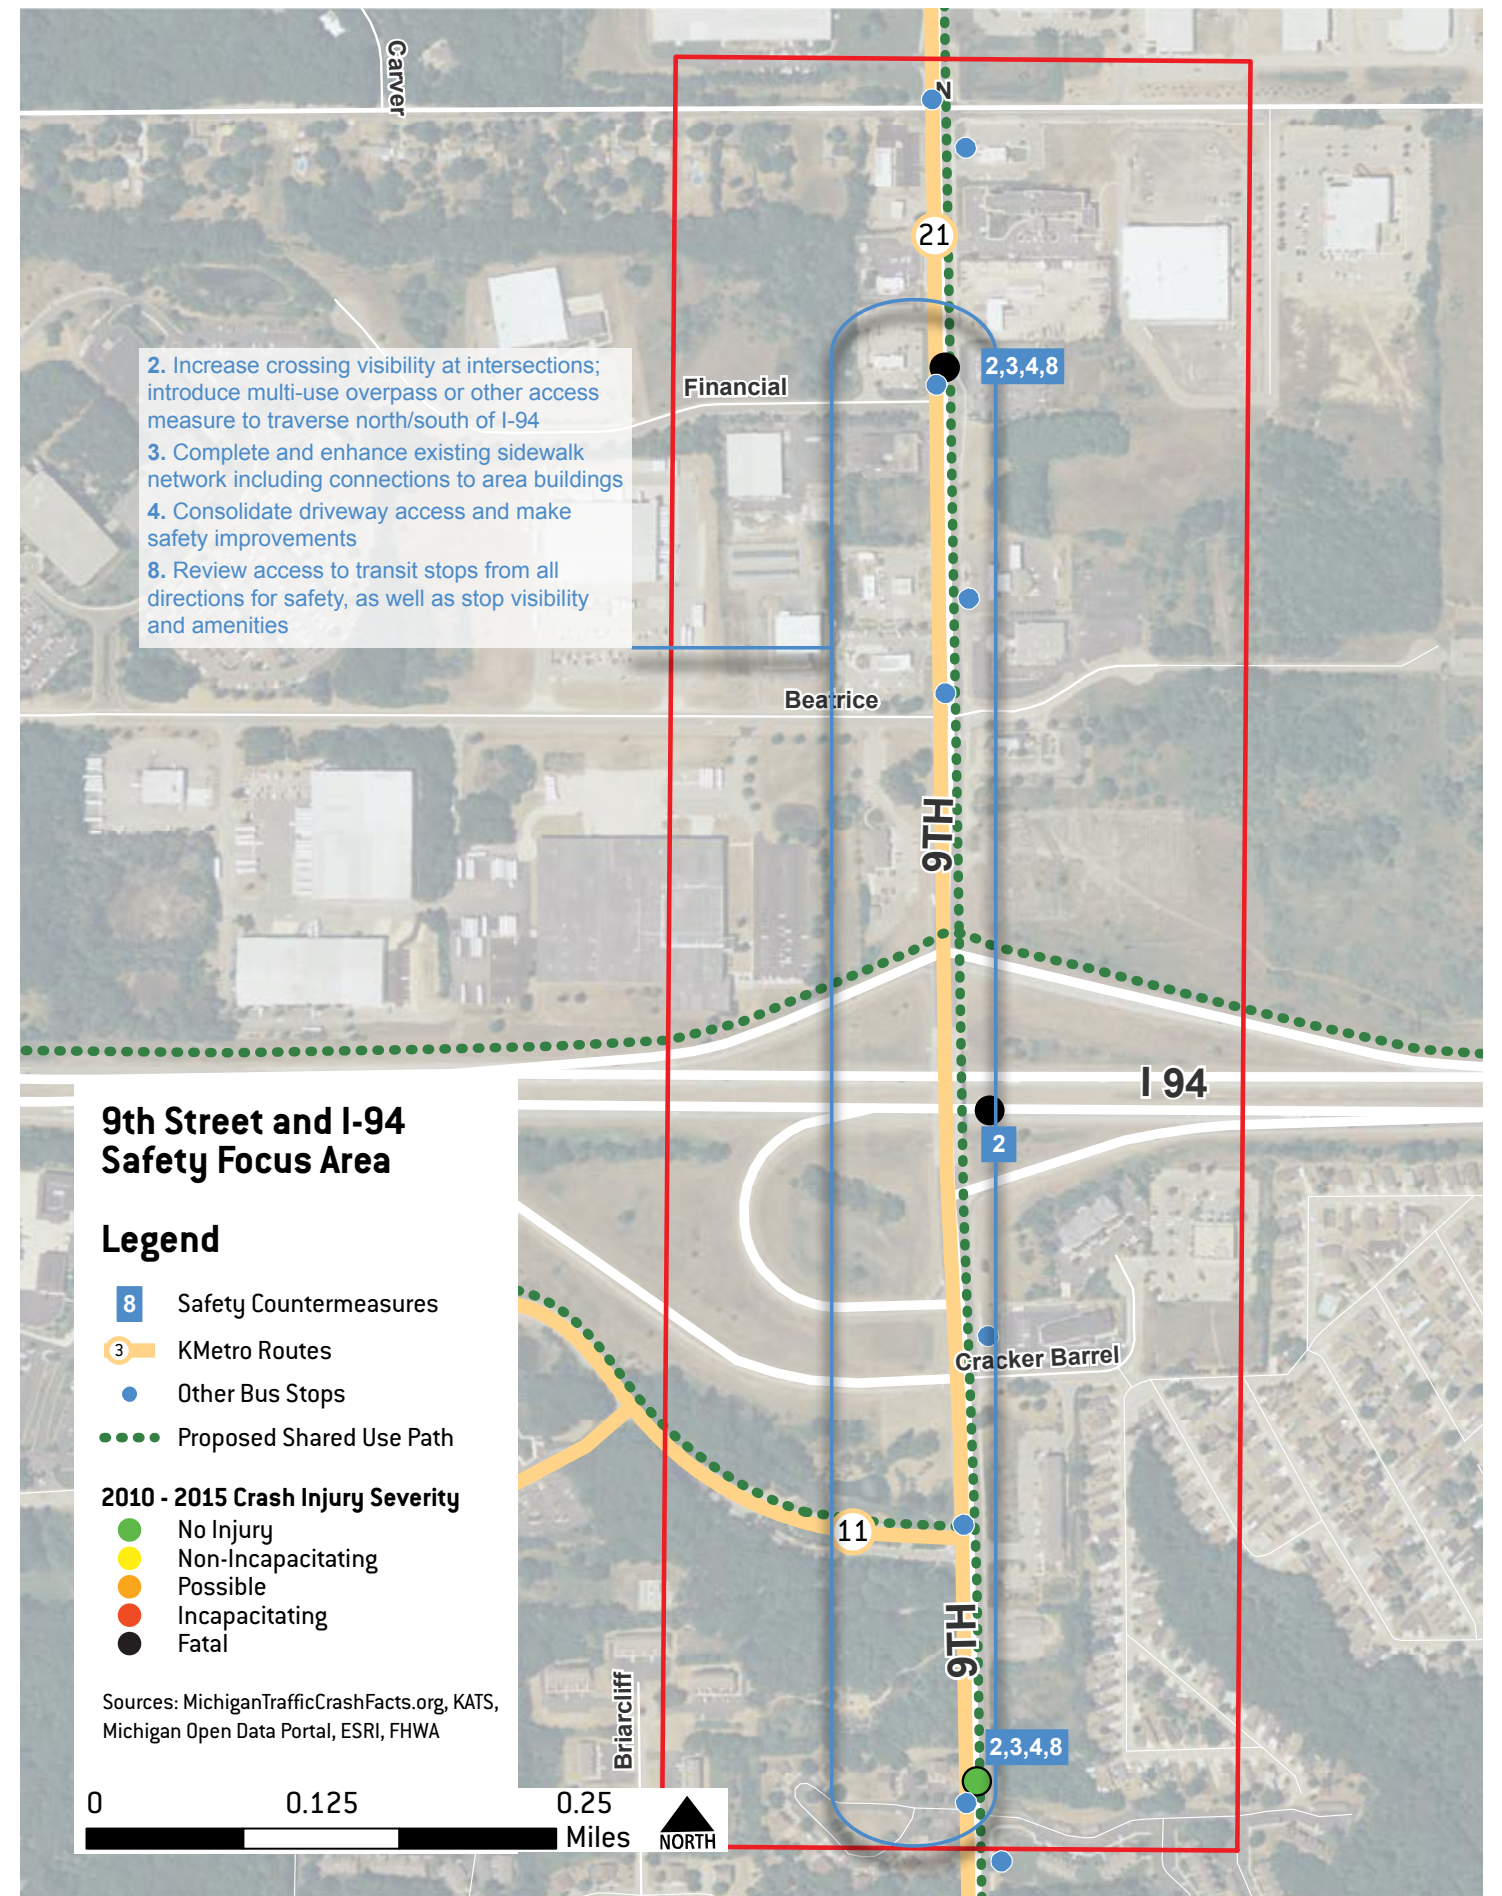 Carver
N
21
2,3,4,8
Financial
2. Increase crossing visibility at intersections;
introduce multi-use overpass or other access
measure to traverse north/south of I-94
3. Complete and enhance existing sidewalk
network including connections to area buildings
4. Consolidate driveway access and make
safety improvements
8. Review access to transit stops from all
directions for safety, as well as stop visibility
and amenities
Beatrice
9TH
I 94
2
Cracker Barrel
11
9TH
Briarcliff
2,3,4,8
9th Street and I-94
Safety Focus Area
Legend
8 Safety Countermeasures
3 KMetro Routes
Other Bus Stops
Proposed Shared Use Path
2010 - 2015 Crash Injury Severity
No Injury
Non-Incapacitating
Possible
Incapacitating
Fatal
Sources: MichiganTrafficCrashFacts.org, KATS,
Michigan Open Data Portal, ESRI, FHWA
0 0.125 0.25
Miles
NORTH